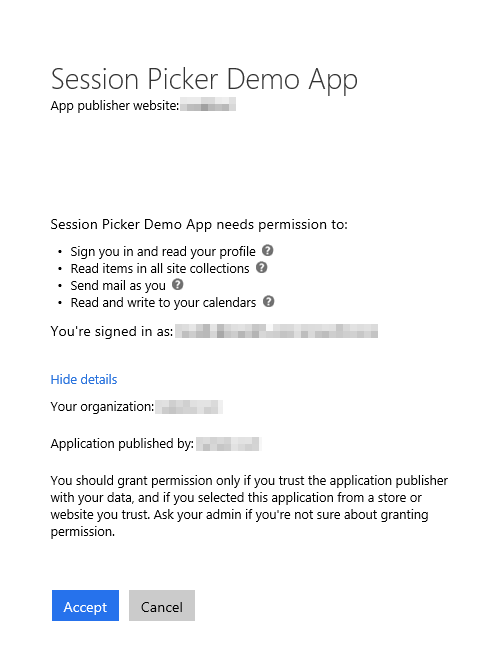 Session Picker Demo App
App publisher website:
Session Picker Demo App needs permission to:
• Sign you in and read your profile ?
• Read items in all site collections ?
• Send mail as you ?
• Read and write to your calendars ?
You're signed in as:
Hide details
Your organization:
Application published by:
You should grant permission only if you trust the application publisher
with your data, and if you selected this application from a store or
website you trust. Ask your admin if you're not sure about granting
permission.
Accept Cancel